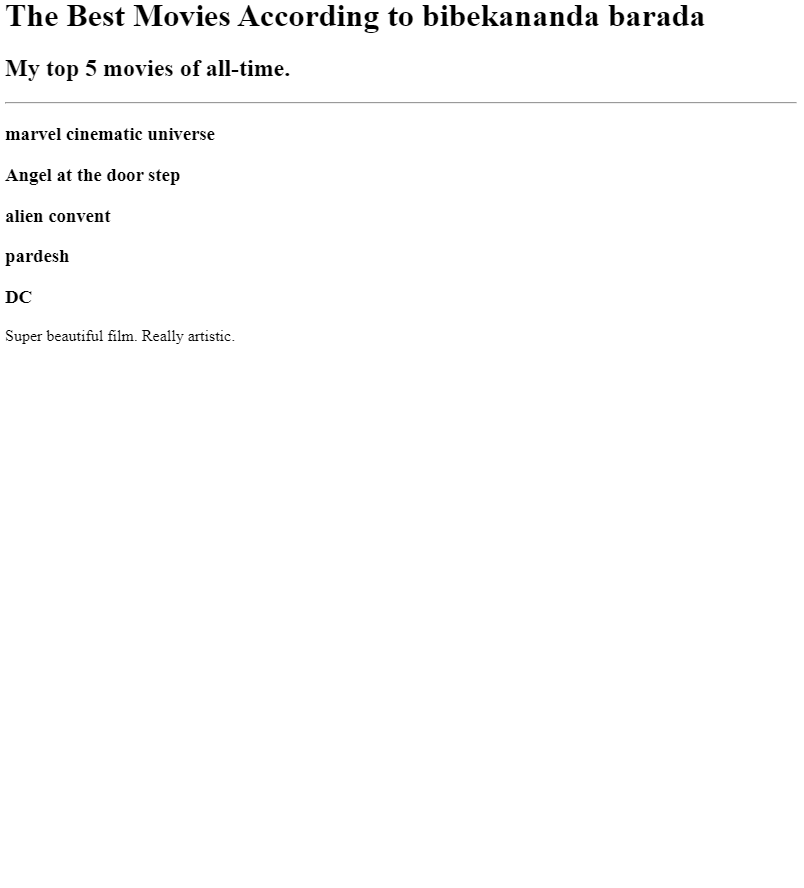 The Best Movies According to bibekananda barada
My top 5 movies of all-time.
marvel cinematic universe
Angel at the door step
alien convent
pardesh
DC
Super beautiful film. Really artistic.